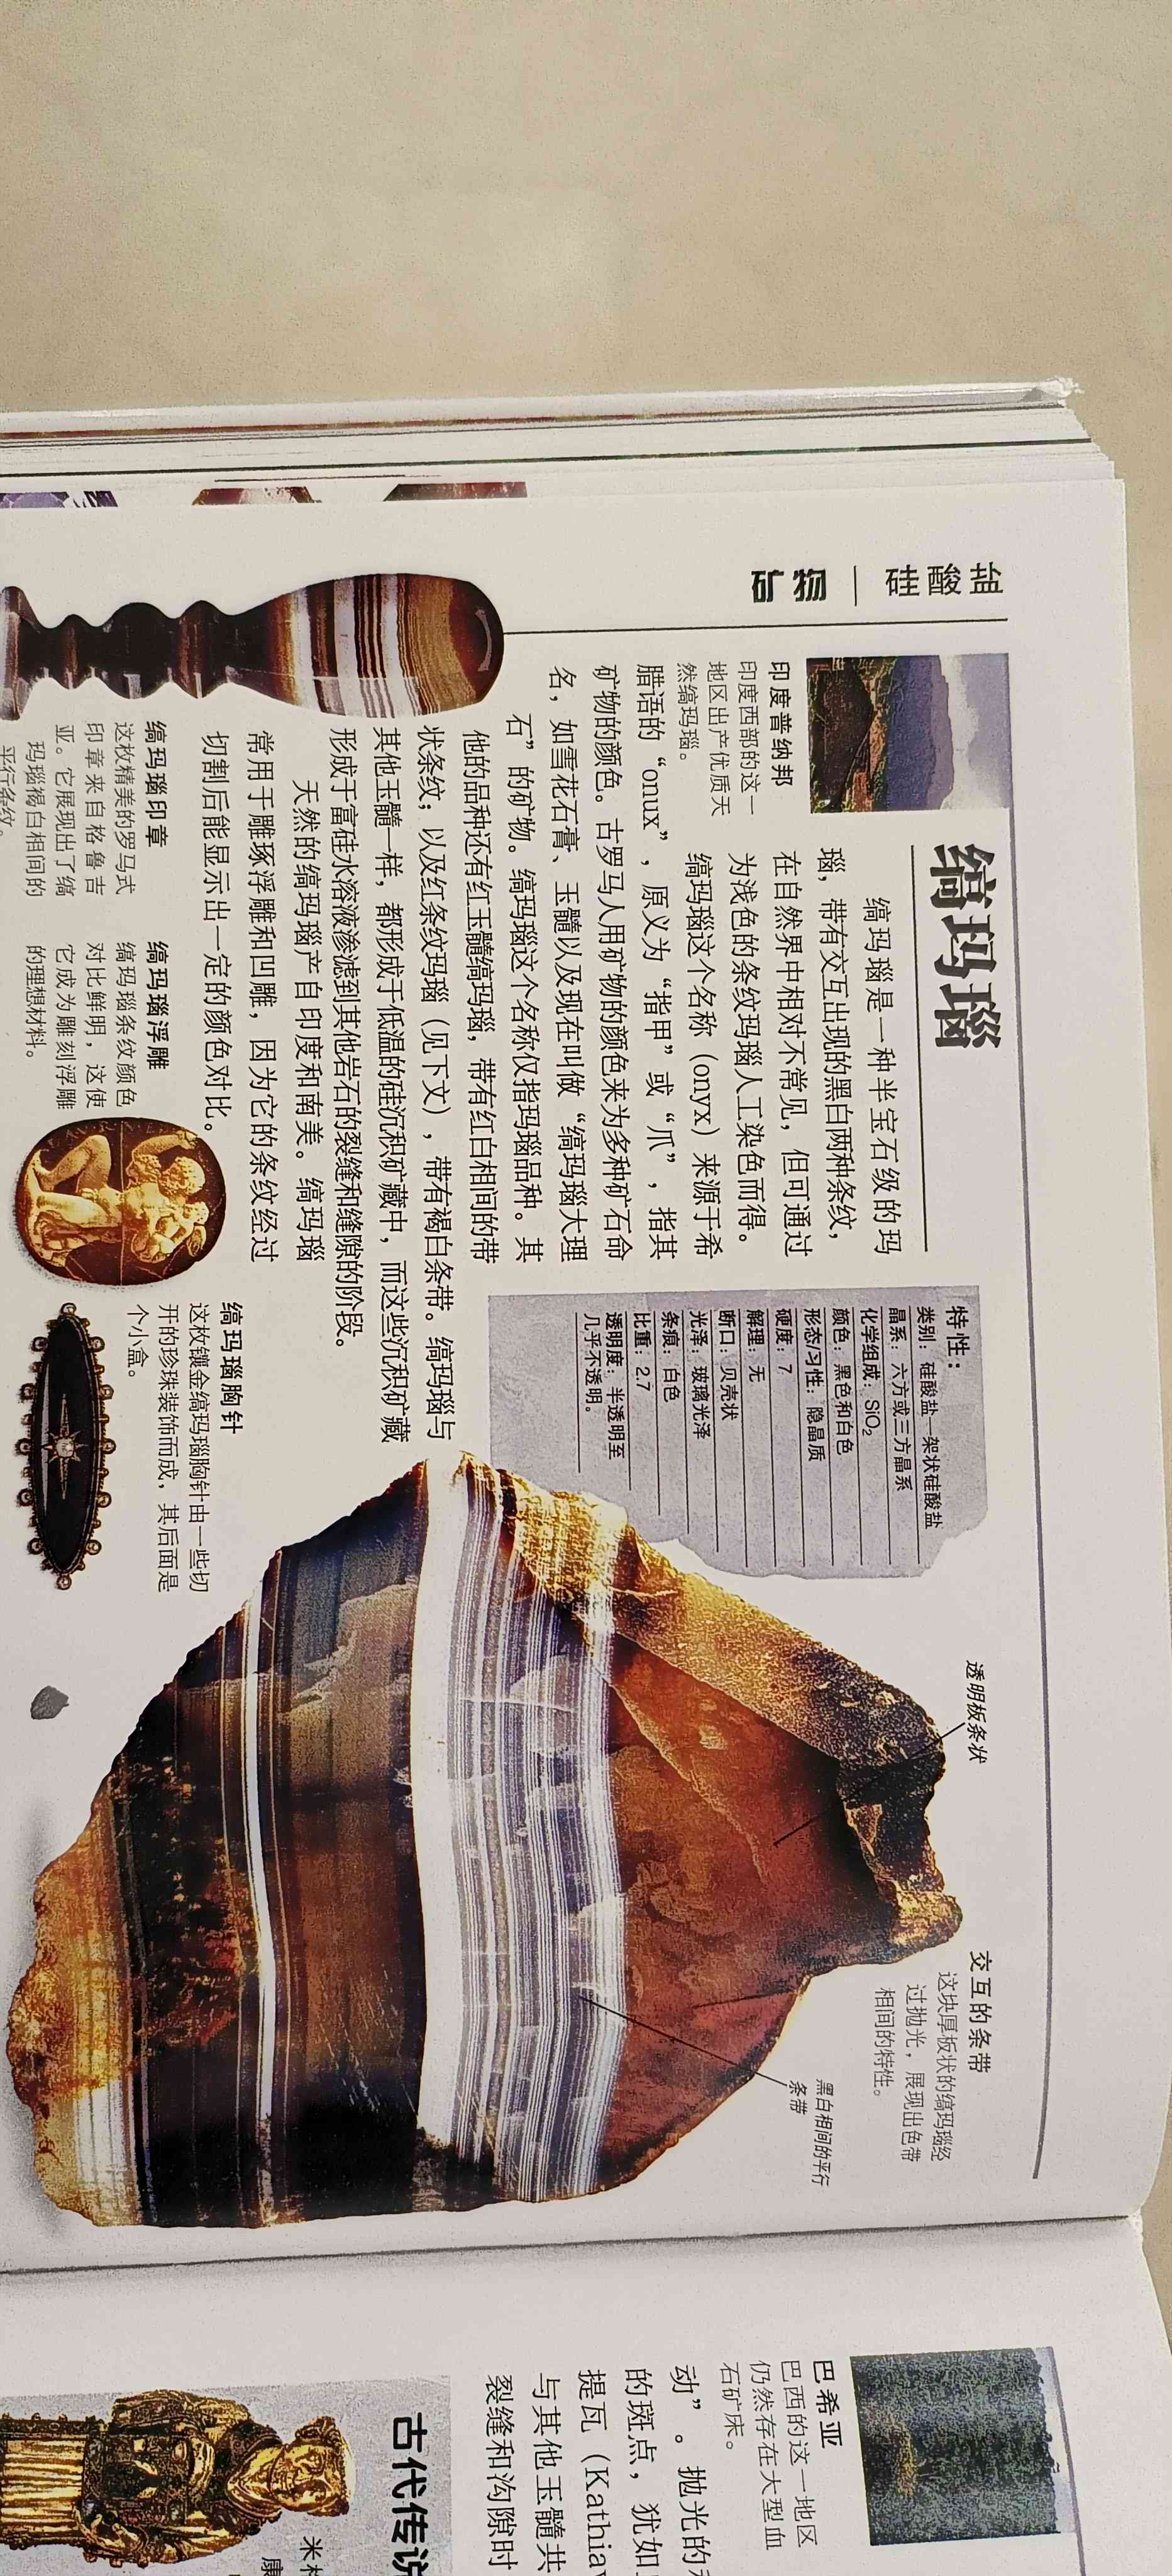 矿物 | 硅酸盐
缟玛瑙
印度普纳邦
印度西部的这一
地区出产优质天
然缟玛瑙。
缟玛瑙是一种半宝石级的玛
瑙，带有交互出现的黑白两种条纹，
在自然界中相对不常见，但可通过
为浅色的条纹玛瑙人工染色而得。
缟玛瑙这个名称（onyx）来源于希
腊语的“onux”，原义为“指甲”或“爪”，指其
矿物的颜色。古罗马人用矿物的颜色来为多种矿石命
名，如雪花石膏、玉髓以及现在叫做“缟玛瑙大理
石”的矿物。缟玛瑙这个名称仅指玛瑙品种。其
他的品种还有红玉髓缟玛瑙，带有红白相间的带
状条纹；以及红条纹玛瑙（见下文），带有褐白条带。缟玛瑙与
其他玉髓一样，都形成于低温的硅沉积矿藏中，而这些沉积矿藏
形成于富硅水溶液渗滤到其他岩石的裂缝和缝隙的阶段。
天然的缟玛瑙产自印度和南美。缟玛瑙
常用于雕琢浮雕和凹雕，因为它的条纹经过
切割后能显示出一定的颜色对比。
特性：
类别：硅酸盐—架状硅酸盐
晶系：六方或三方晶系
化学组成：SiO₂
颜色：黑色和白色
形态/习性：隐晶质
硬度：7
解理：无
断口：贝壳状
光泽：玻璃光泽
条痕：白色
比重：2.7
透明度：半透明至
几乎不透明。
透明板条状
交互的条带
这块厚板状的缟玛瑙经
过抛光，展现出色带
相间的特性。
黑白相间的平行
条带
缟玛瑙印章
这枚精美的罗马式
印章来自格鲁吉
亚。它展现出了缟
玛瑙褐白相间的
平行条纹。
缟玛瑙浮雕
缟玛瑙条纹颜色
对比鲜明，这使
它成为雕刻浮雕
的理想材料。
缟玛瑙胸针
这枚镶金缟玛瑙胸针由一些切
开的珍珠装饰而成，其后面是
个小盒。
巴希亚
巴西的这一地区
仍然存在大型血
石矿床。
动”。抛光的
的斑点，犹如
提瓦（Kathiaw
与其他玉髓共
裂缝和沟隙时
古代传说
米
康